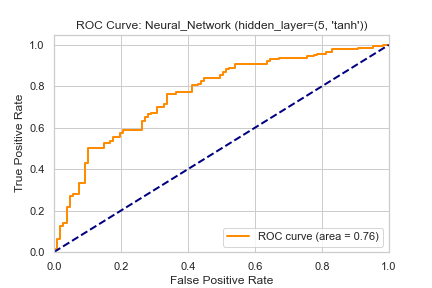 ROC Curve: Neural_Network (hidden_layer=(5, 'tanh'))
1.0
0.8
0.6
0.4
0.2
0.0
True Positive Rate
ROC curve (area = 0.76)
0.0 0.2 0.4 0.6 0.8 1.0
False Positive Rate